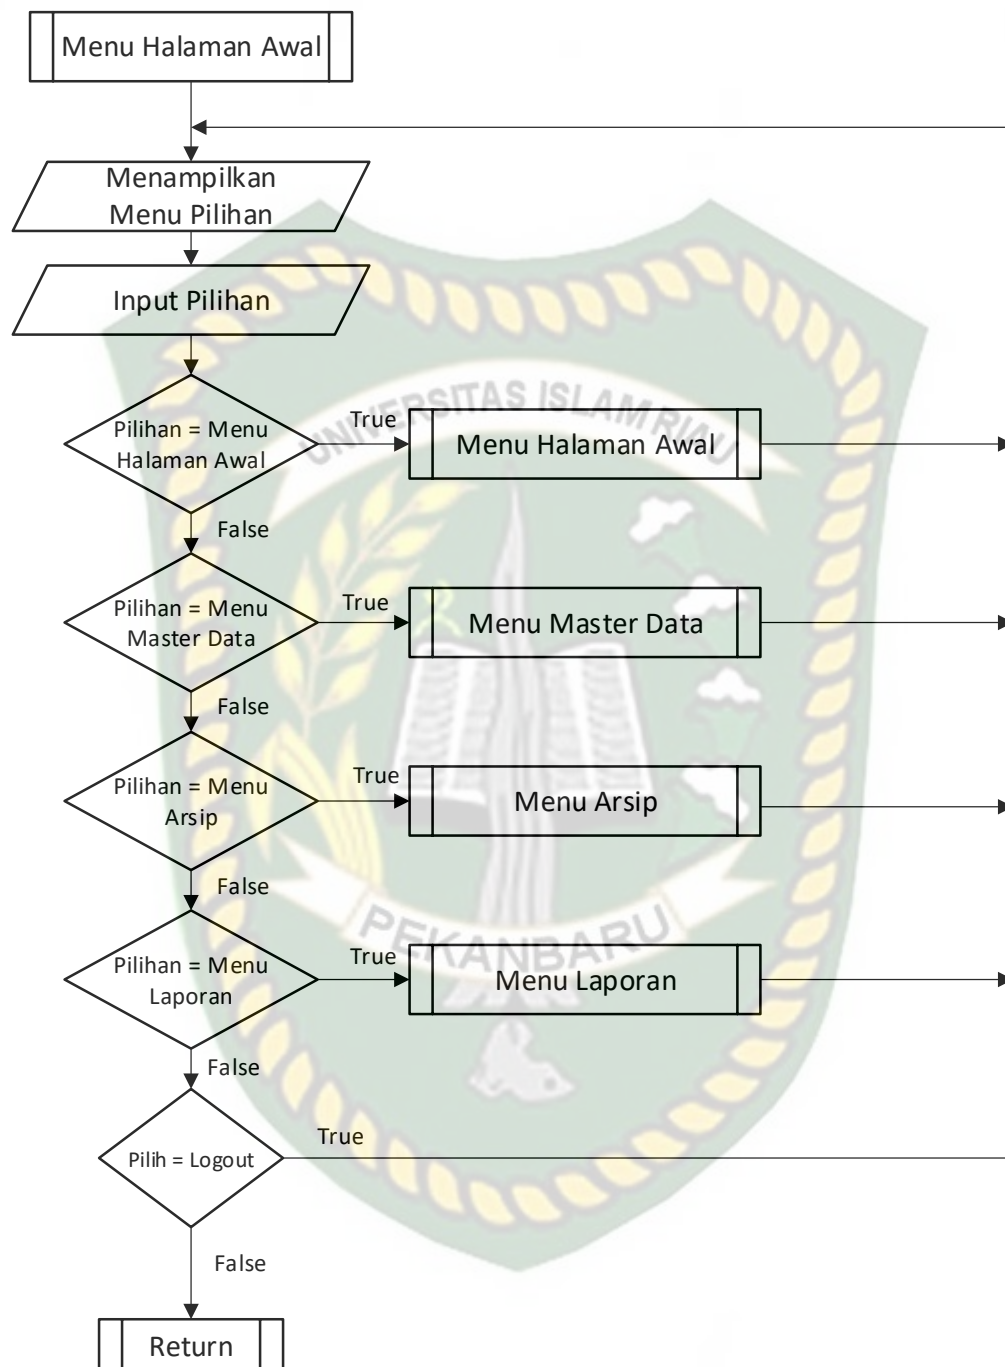 Menu Halaman Awal
Menampilkan
Menu Pilihan
Input Pilihan
UNIVERSITAS ISLAM RIAU
Pilihan = Menu
Halaman Awal
True
Menu Halaman Awal
False
Pilihan = Menu
Master Data
True
Menu Master Data
False
Pilihan = Menu
Arsip
True
Menu Arsip
False
PEKANBARU
Pilihan = Menu
Laporan
True
Menu Laporan
False
Pilih = Logout
True
False
Return